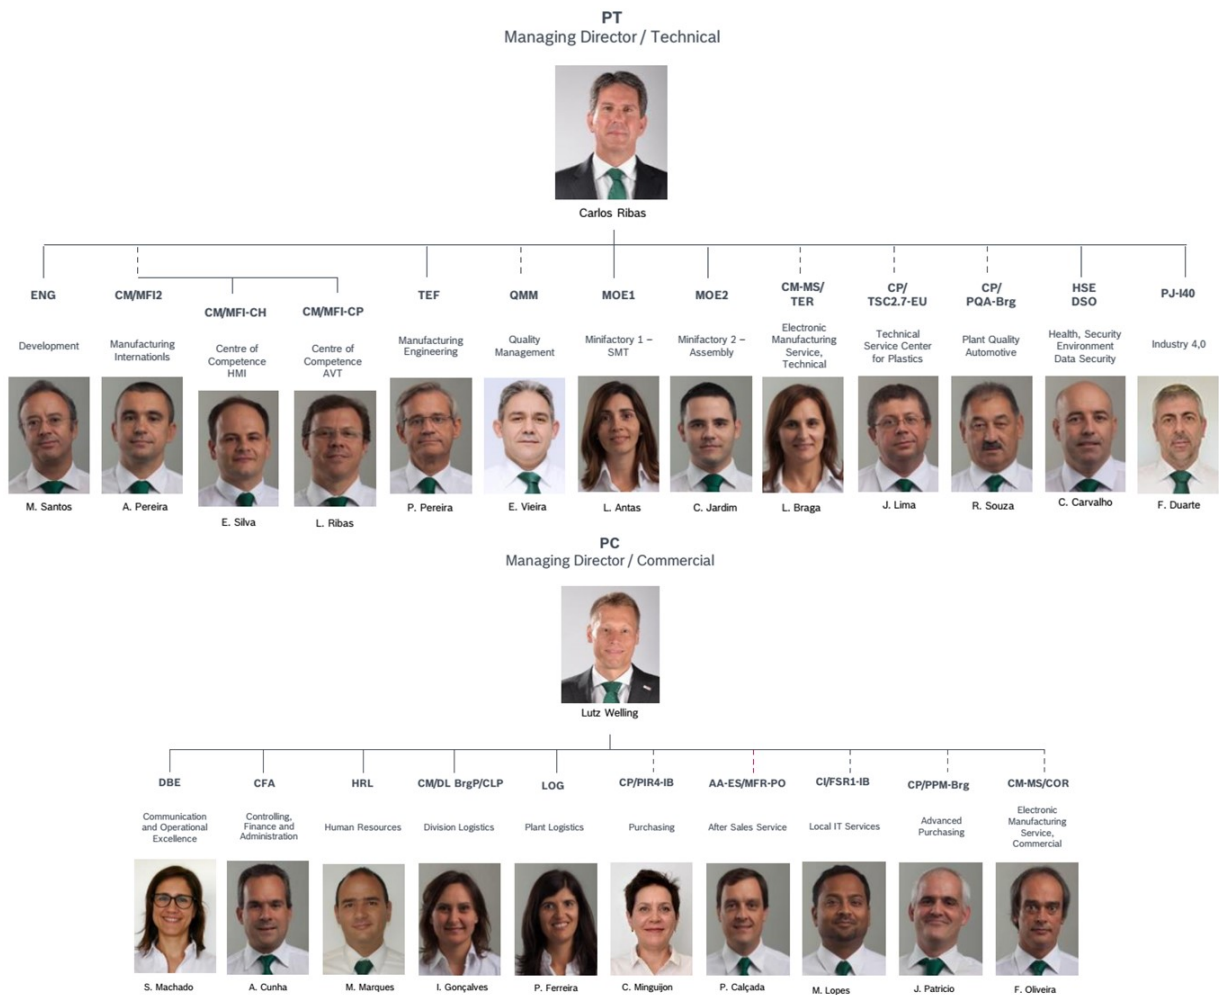 PT
Managing Director / Technical
Carlos Ribas
ENG
Development
M. Santos
CM/MFI2
Manufacturing
Internationls
A. Pereira
CM/MFI-CH
Centre of
Competence
HMI
E. Silva
CM/MFI-CP
Centre of
Competence
AVT
L. Ribas
TEF
Manufacturing
Engineering
P. Pereira
QMM
Quality
Management
E. Vieira
MOE1
Minifactory 1 –
SMT
L. Antas
MOE2
Minifactory 2 –
Assembly
C. Jardim
CM-MS/
TER
Electronic
Manufacturing
Service,
Technical
L. Braga
CP/
TSC2.7-EU
Technical
Service Center
for Plastics
J. Lima
CP/
PQA-Brg
Plant Quality
Automotive
R. Souza
HSE
DSO
Health, Security
Environment
Data Security
C. Carvalho
PJ-I40
Industry 4,0
F. Duarte
PC
Managing Director / Commercial
Lutz Welling
DBE
Communication
and Operational
Excellence
S. Machado
CFA
Controlling,
Finance and
Administration
A. Cunha
HRL
Human Resources
M. Marques
CM/DL BrgP/CLP
Division Logistics
I. Gonçalves
LOG
Plant Logistics
P. Ferreira
CP/PIR4-IB
Purchasing
C. Minguijon
AA-ES/MFR-PO
After Sales Service
P. Calçada
CI/FSR1-IB
Local IT Services
M. Lopes
CP/PPM-Brg
Advanced
Purchasing
J. Patricio
CM-MS/COR
Electronic
Manufacturing
Service,
Commercial
F. Oliveira